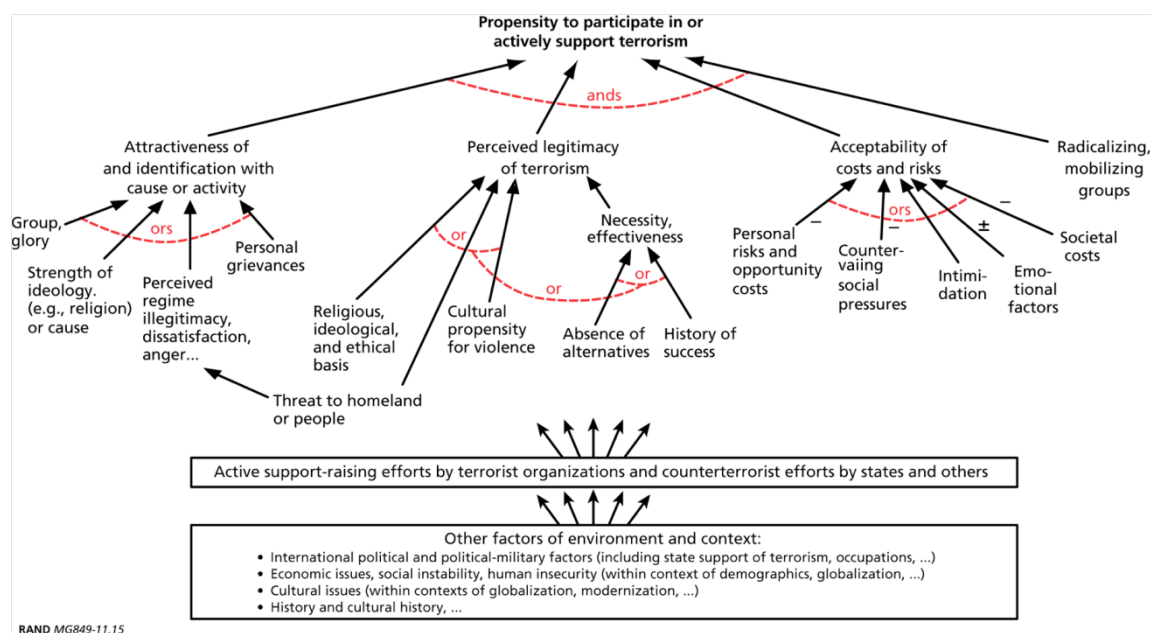 Propensity to participate in or
actively support terrorism
ands
Attractiveness of
and identification with
cause or activity
Perceived legitimacy
of terrorism
Acceptability of
costs and risks
Radicalizing,
mobilizing
groups
Group,
glory
ors
Personal
grievances
Strength of
ideology.
(e.g., religion)
or cause
Perceived
regime
illegitimacy,
dissatisfaction,
anger...
or
Necessity,
effectiveness
or
or
Religious,
ideological,
and ethical
basis
Cultural
propensity
for violence
Absence of
alternatives
History of
success
ors
–
–
±
–
Personal
risks and
opportunity
costs
Counter-
vaiing
social
pressures
Intimi-
dation
Emo-
tional
factors
Societal
costs
Threat to homeland
or people
Active support-raising efforts by terrorist organizations and counterterrorist efforts by states and others
Other factors of environment and context:
• International political and political-military factors (including state support of terrorism, occupations, ...)
• Economic issues, social instability, human insecurity (within context of demographics, globalization, ...)
• Cultural issues (within contexts of globalization, modernization, ...)
• History and cultural history, ...
RAND MG849-11.15